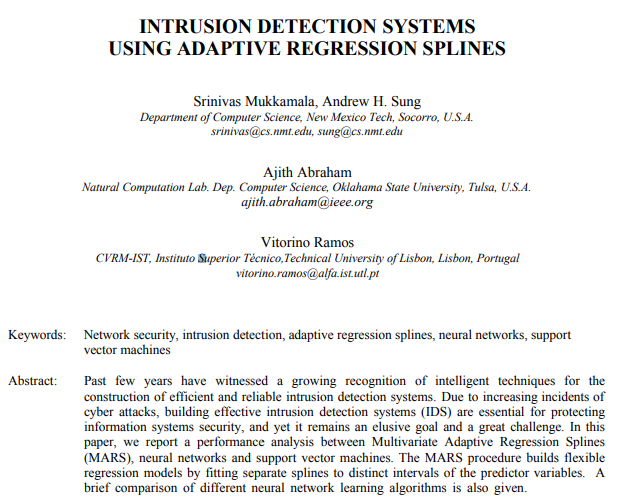 INTRUSION DETECTION SYSTEMS
USING ADAPTIVE REGRESSION SPLINES
Srinivas Mukkamala, Andrew H. Sung
Department of Computer Science, New Mexico Tech, Socorro, U.S.A.
srinivas@cs.nmt.edu, sung@cs.nmt.edu
Ajith Abraham
Natural Computation Lab. Dep. Computer Science, Oklahoma State University, Tulsa, U.S.A.
ajith.abraham@ieee.org
Vitorino Ramos
CVRM-IST, Instituto Superior Técnico,Technical University of Lisbon, Lisbon, Portugal
vitorino.ramos@alfa.ist.utl.pt
Keywords: Network security, intrusion detection, adaptive regression splines, neural networks, support
vector machines
Abstract: Past few years have witnessed a growing recognition of intelligent techniques for the
construction of efficient and reliable intrusion detection systems. Due to increasing incidents of
cyber attacks, building effective intrusion detection systems (IDS) are essential for protecting
information systems security, and yet it remains an elusive goal and a great challenge. In this
paper, we report a performance analysis between Multivariate Adaptive Regression Splines
(MARS), neural networks and support vector machines. The MARS procedure builds flexible
regression models by fitting separate splines to distinct intervals of the predictor variables. A
brief comparison of different neural network learning algorithms is also given.